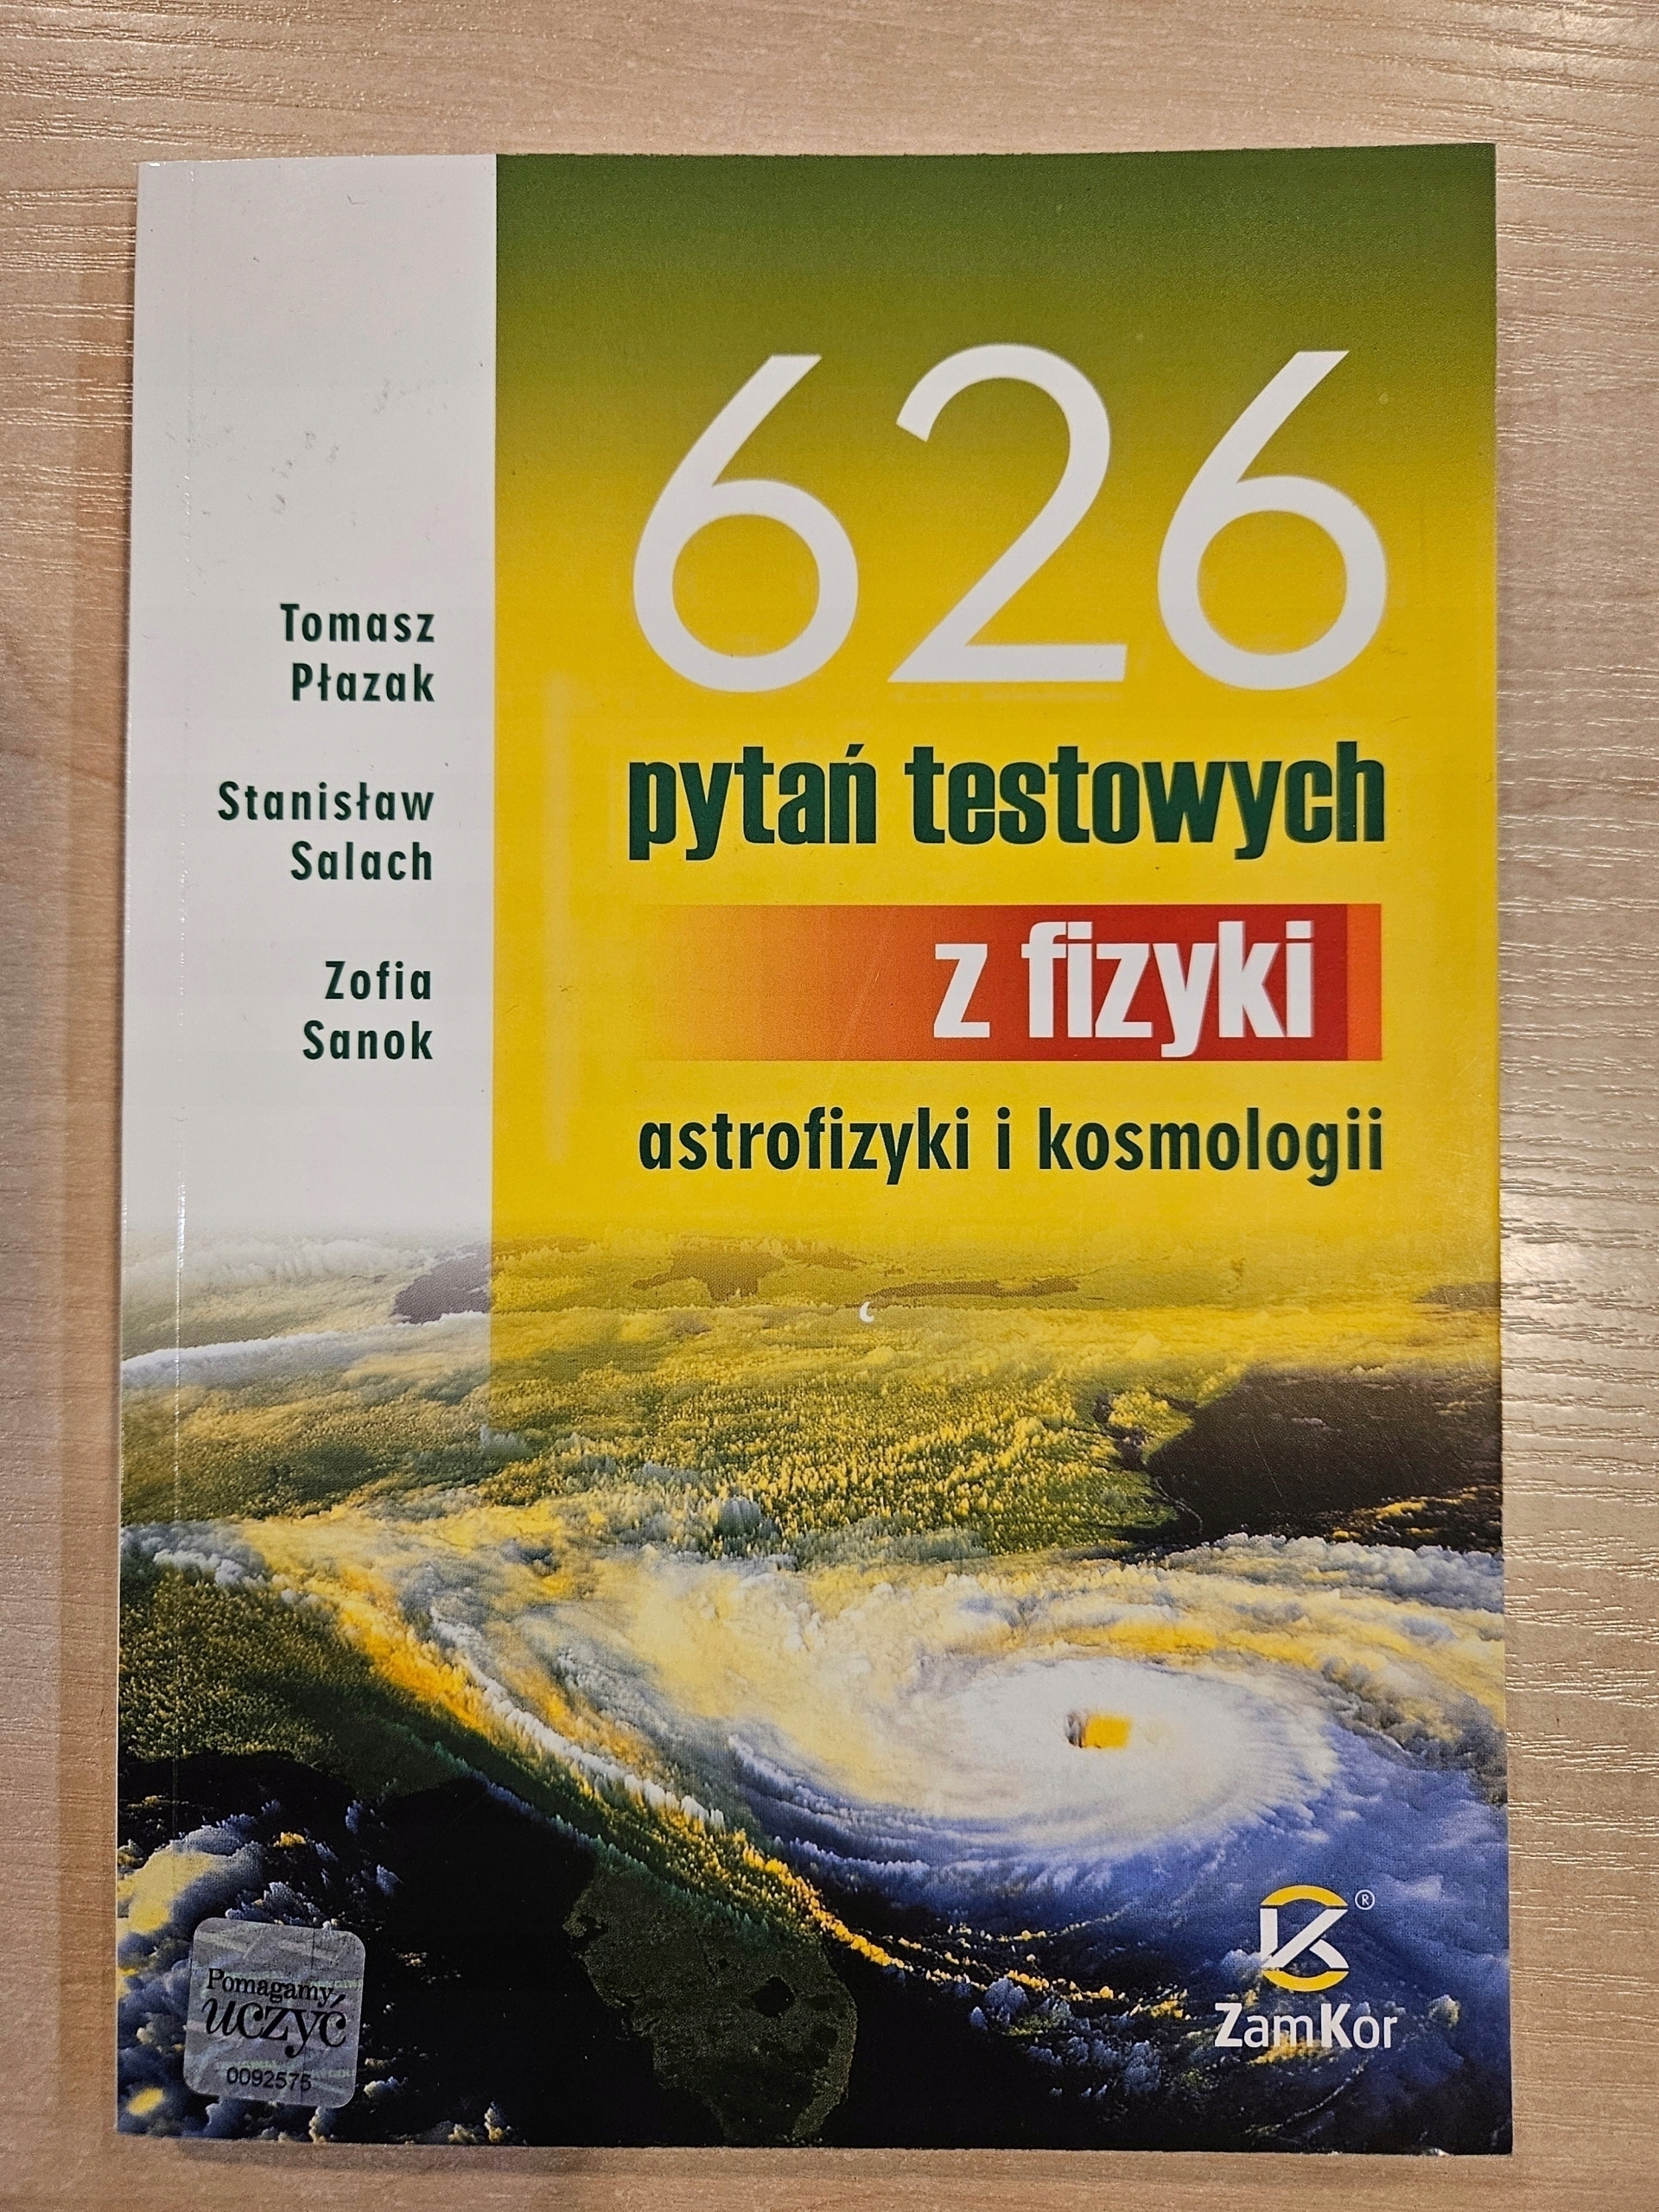 Tomasz
Płazak
Stanisław
Salach
Zofia
Sanok
626
pytań testowych
z fizyki
astrofizyki i kosmologii
Pomagamy
uczyć
0092575
K®
ZamKor